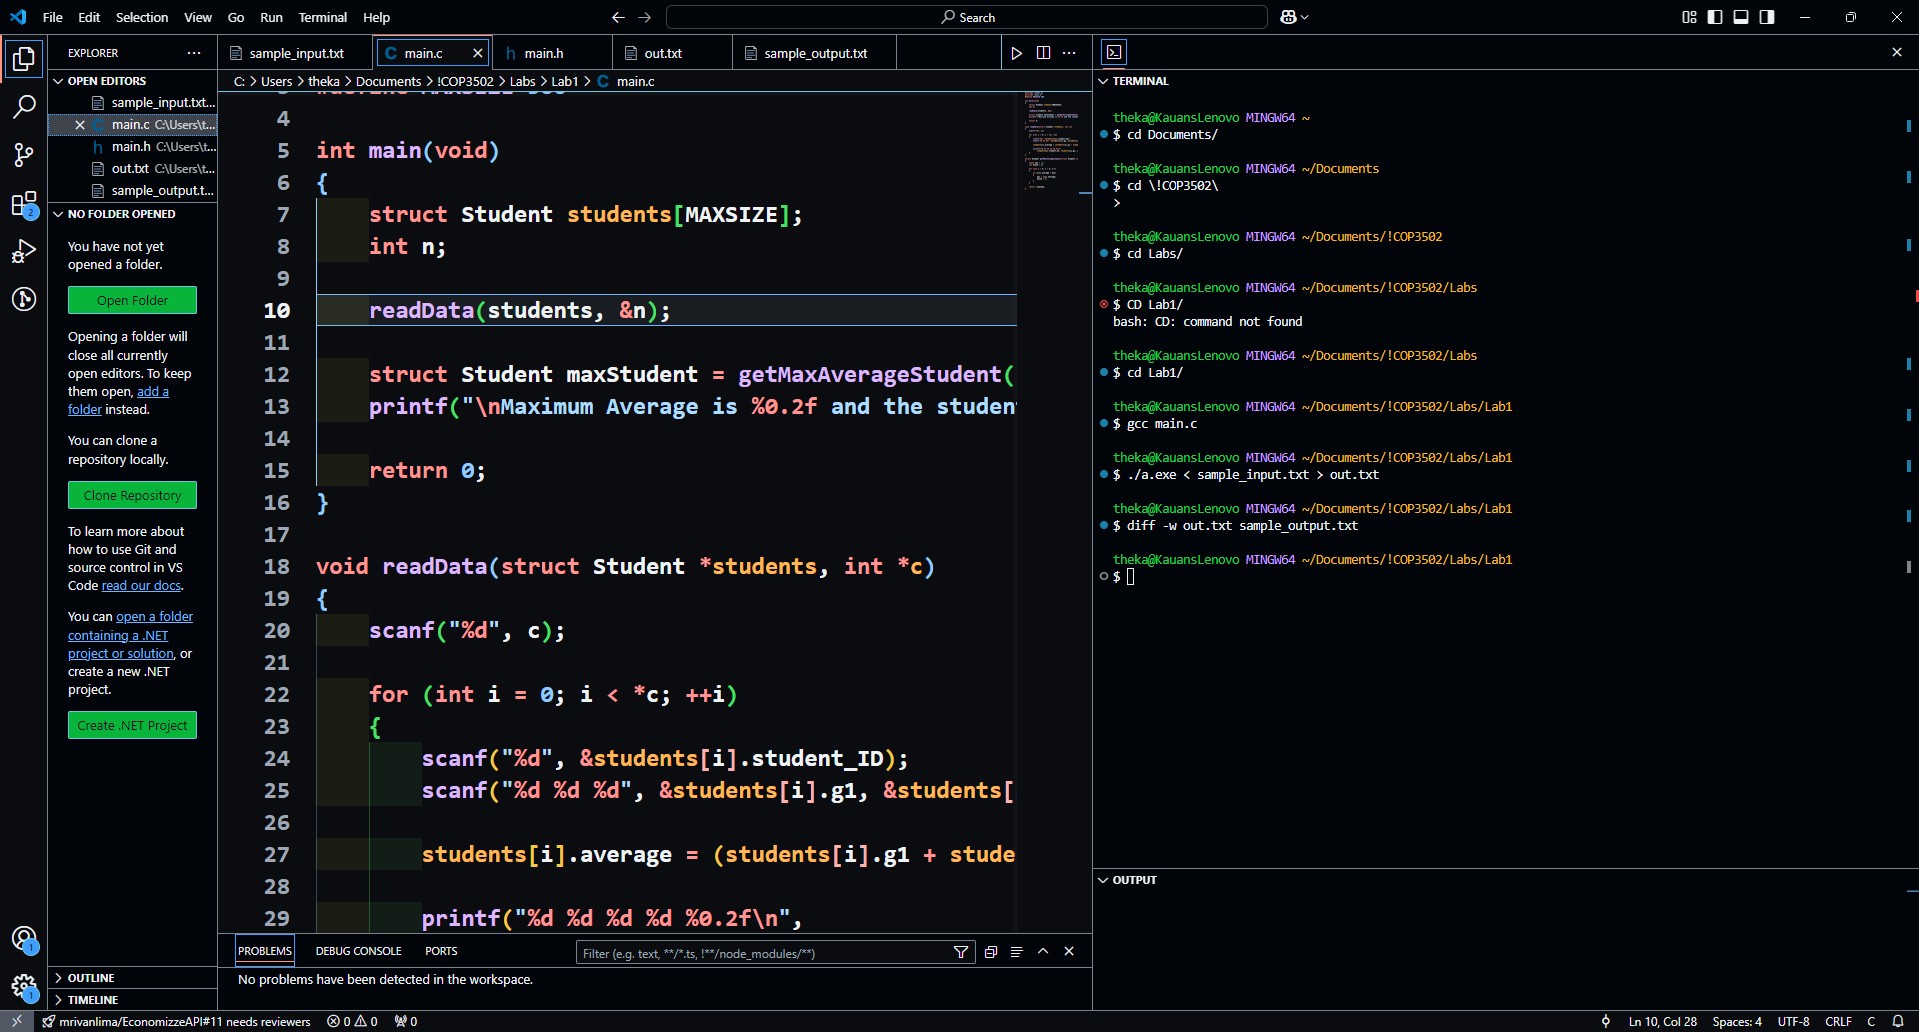 File Edit Selection View Go Run Terminal Help
Search
EXPLORER
OPEN EDITORS
sample_input.txt...
main.c C:\Users\t...
main.h C:\Users\t...
out.txt C:\Users\t...
sample_output.t...
NO FOLDER OPENED
You have not yet
opened a folder.
Open Folder
Opening a folder will
close all currently
open editors. To keep
them open, add a
folder instead.
You can clone a
repository locally.
Clone Repository
To learn more about
how to use Git and
source control in VS
Code read our docs.
You can open a folder
containing a .NET
project or solution, or
create a new .NET
project.
Create .NET Project
OUTLINE
TIMELINE
sample_input.txt
main.c
main.h
out.txt
sample_output.txt
C: > Users > theka > Documents > !COP3502 > Labs > Lab1 > C main.c
4
5 int main(void)
6 {
7 struct Student students[MAXSIZE];
8 int n;
9
10 readData(students, &n);
11
12 struct Student maxStudent = getMaxAverageStudent(
13 printf("\nMaximum Average is %0.2f and the studen
14
15 return 0;
16 }
17
18 void readData(struct Student *students, int *c)
19 {
20 scanf("%d", c);
21
22 for (int i = 0; i < *c; ++i)
23 {
24 scanf("%d", &students[i].student_ID);
25 scanf("%d %d %d", &students[i].g1, &students[
26
27 students[i].average = (students[i].g1 + stude
28
29 printf("%d %d %d %d %0.2f\n",
PROBLEMS DEBUG CONSOLE PORTS
Filter (e.g. text, **/*.ts, !**/node_modules/**)
No problems have been detected in the workspace.
TERMINAL
theka@KauansLenovo MINGW64 ~
$ cd Documents/
theka@KauansLenovo MINGW64 ~/Documents
$ cd \!COP3502\
>
theka@KauansLenovo MINGW64 ~/Documents/!COP3502
$ cd Labs/
theka@KauansLenovo MINGW64 ~/Documents/!COP3502/Labs
$ CD Lab1/
bash: CD: command not found
theka@KauansLenovo MINGW64 ~/Documents/!COP3502/Labs
$ cd Lab1/
theka@KauansLenovo MINGW64 ~/Documents/!COP3502/Labs/Lab1
$ gcc main.c
theka@KauansLenovo MINGW64 ~/Documents/!COP3502/Labs/Lab1
$ ./a.exe < sample_input.txt > out.txt
theka@KauansLenovo MINGW64 ~/Documents/!COP3502/Labs/Lab1
$ diff -w out.txt sample_output.txt
theka@KauansLenovo MINGW64 ~/Documents/!COP3502/Labs/Lab1
$
OUTPUT
mrivanlima/EconomizzeAPI#11 needs reviewers 0 0 0
Ln 10, Col 28 Spaces: 4 UTF-8 CRLF C